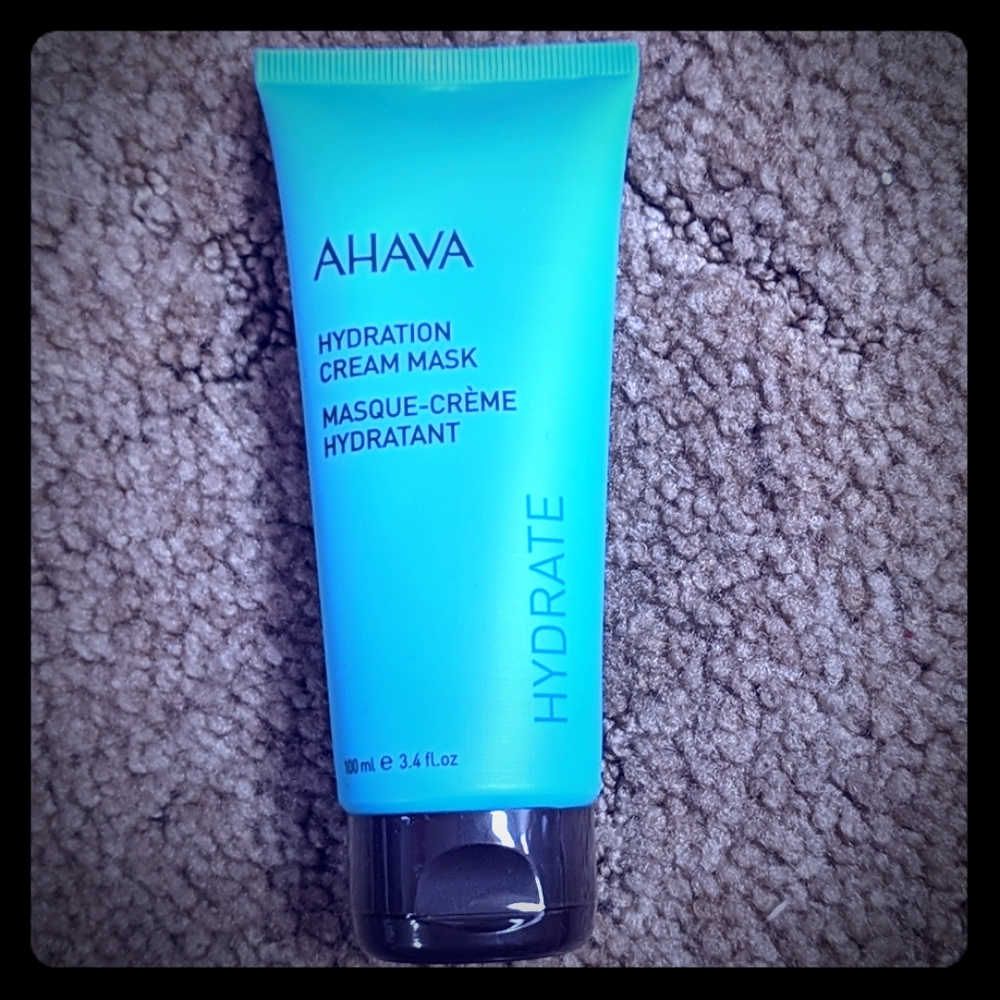 AHAVA
HYDRATION
CREAM MASK
MASQUE-CRÈME
HYDRATANT
HYDRATE
100 ml e 3.4 fl.oz